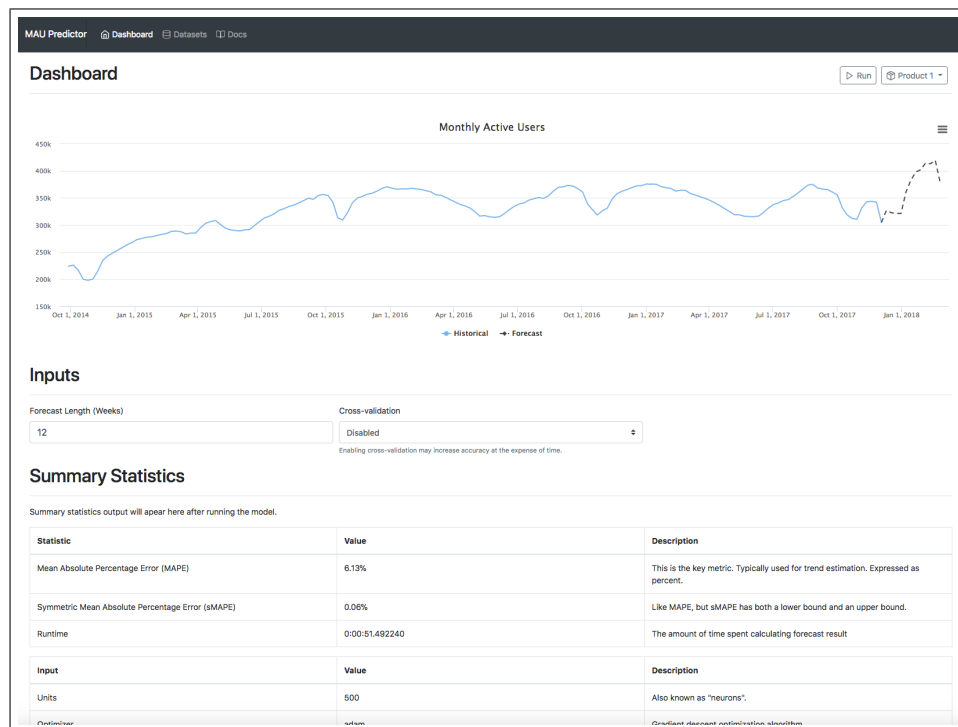 MAU Predictor Dashboard Datasets Docs
Dashboard
Run Product 1
Monthly Active Users
450k
400k
350k
300k
250k
200k
150k
Oct 1, 2014 Jan 1, 2015 Apr 1, 2015 Jul 1, 2015 Oct 1, 2015 Jan 1, 2016 Apr 1, 2016 Jul 1, 2016 Oct 1, 2016 Jan 1, 2017 Apr 1, 2017 Jul 1, 2017 Oct 1, 2017 Jan 1, 2018
Historical Forecast
Inputs
Forecast Length (Weeks) Cross-validation
12 Disabled
Enabling cross-validation may increase accuracy at the expense of time.
Summary Statistics
Summary statistics output will apear here after running the model.
Statistic Value Description
Mean Absolute Percentage Error (MAPE) 6.13% This is the key metric. Typically used for trend estimation. Expressed as
percent.
Symmetric Mean Absolute Percentage Error (sMAPE) 0.06% Like MAPE, but sMAPE has both a lower bound and an upper bound.
Runtime 0:00:51.492240 The amount of time spent calculating forecast result
Input Value Description
Units 500 Also known as "neurons".
Optimizer adam Gradient descent optimization algorithm